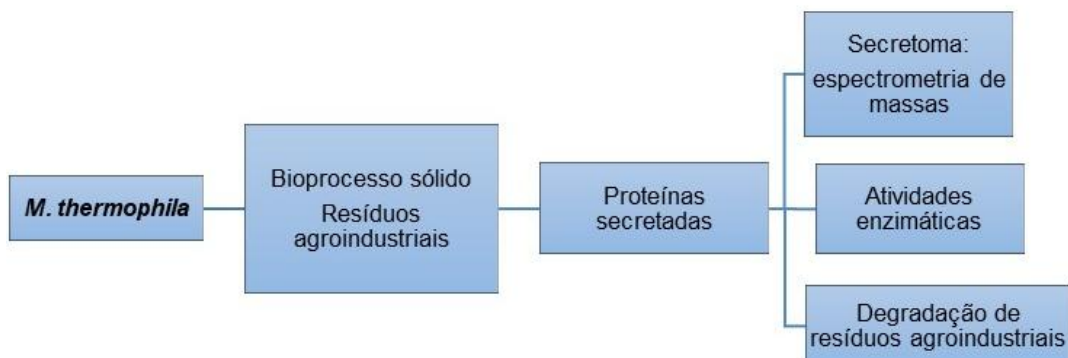 M. thermophila
Bioprocesso sólido
Resíduos
agroindustriais
Proteínas
secretadas
Secretoma:
espectrometria de
massas
Atividades
enzimáticas
Degradação de
resíduos agroindustriais